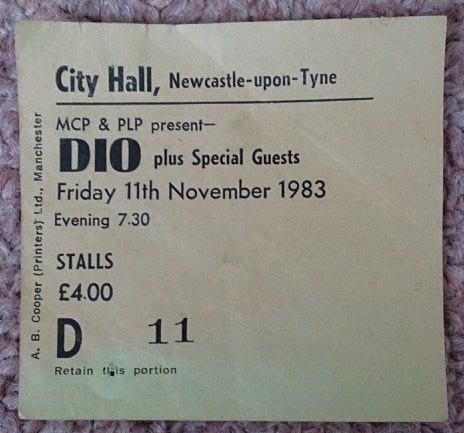 City Hall, Newcastle-upon-Tyne
MCP & PLP present—
DIO plus Special Guests
Friday 11th November 1983
Evening 7.30
STALLS
£4.00
D 11
Retain this portion
A. B. Cooper (Printers) Ltd., Manchester